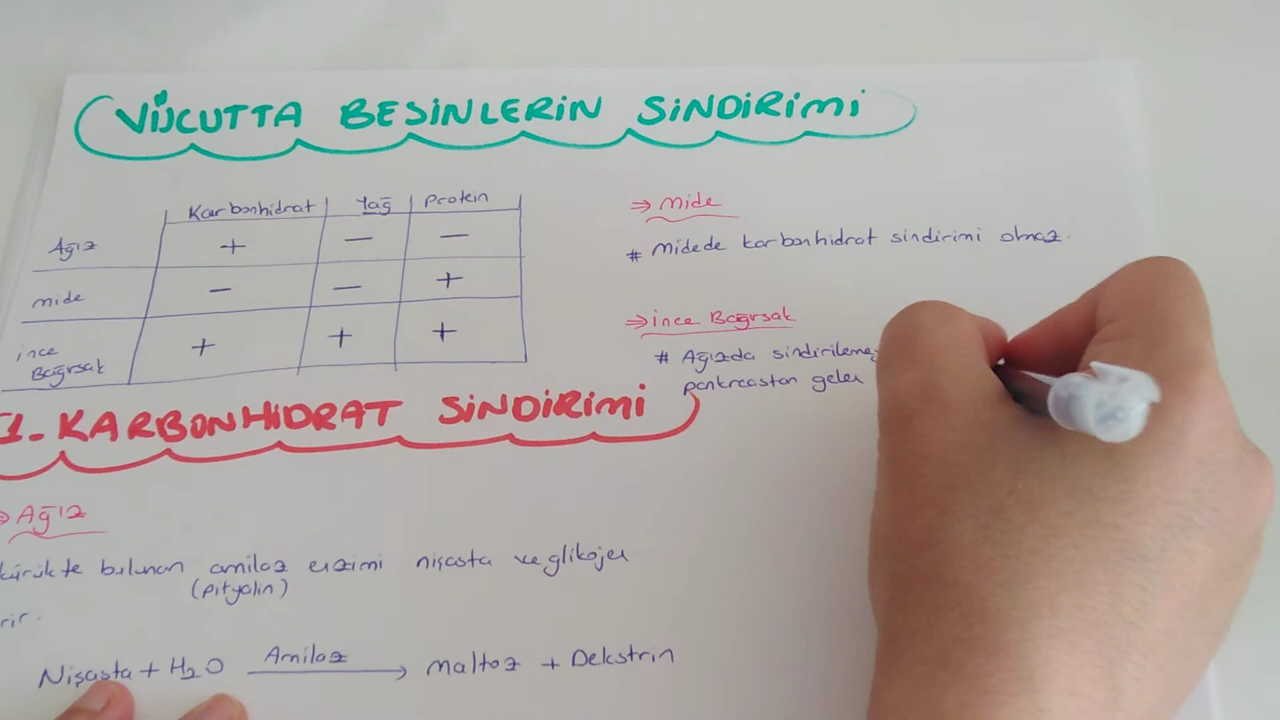 VÜCUTTA BESİNLERİN SİNDİRİMİ
Karbonhidrat Yağ Protein
Ağız + − −
mide − − +
ince Bağırsak + + +
⇒ Mide
# Midede karbonhidrat sindirimi olmaz.
⇒ince Bağırsak
# Ağızda
pankreastan gelen
1. KARBONHİDRAT SİNDİRİMİ
⇒ Ağız
bulunan amilaz enzimi nişasta ve glikojen
(pityalin)
Nişasta + H2O Amilaz → maltoz + Dekstrin